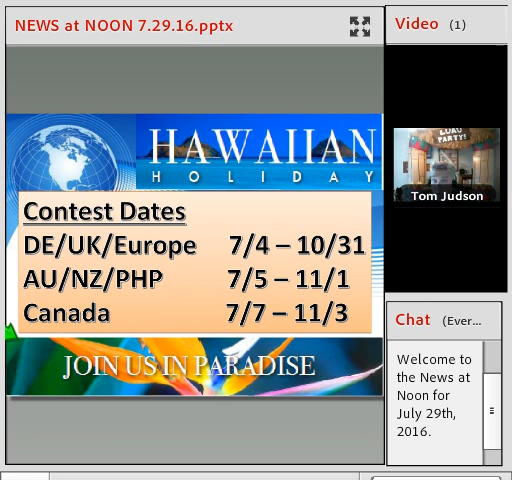 NEWS at NOON 7.29.16.pptx
HAWAIIAN
HOLIDAY
Contest Dates
DE/UK/Europe 7/4 – 10/31
AU/NZ/PHP 7/5 – 11/1
Canada 7/7 – 11/3
JOIN US IN PARADISE
Video (1)
LUAU
PARTY!
Tom Judson
Chat (Ever...
Welcome to
the News at
Noon for
July 29th,
2016.